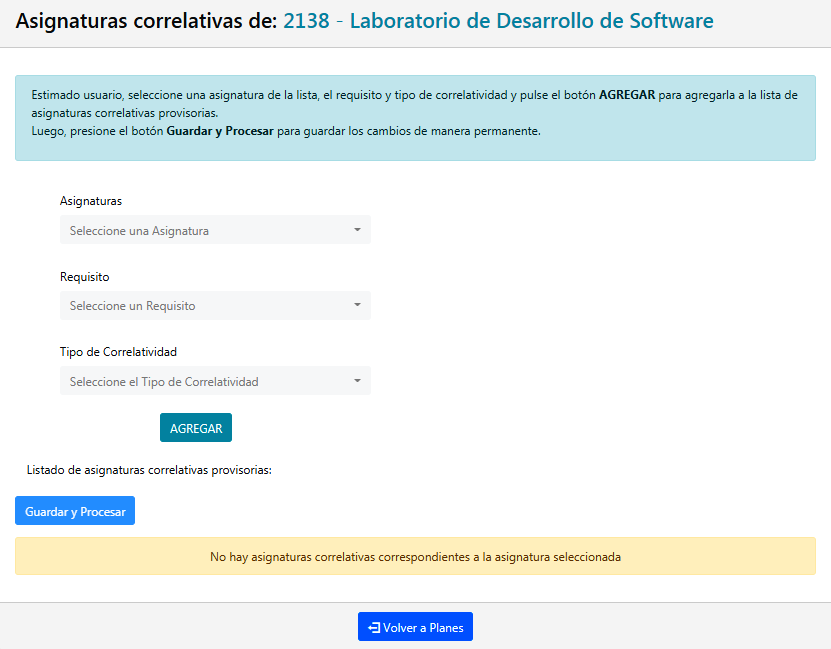 Asignaturas correlativas de: 2138 - Laboratorio de Desarrollo de Software
Estimado usuario, seleccione una asignatura de la lista, el requisito y tipo de correlatividad y pulse el botón AGREGAR para agregarla a la lista de
asignaturas correlativas provisorias.
Luego, presione el botón Guardar y Procesar para guardar los cambios de manera permanente.
Asignaturas
Seleccione una Asignatura
Requisito
Seleccione un Requisito
Tipo de Correlatividad
Seleccione el Tipo de Correlatividad
AGREGAR
Listado de asignaturas correlativas provisorias:
Guardar y Procesar
No hay asignaturas correlativas correspondientes a la asignatura seleccionada
Volver a Planes